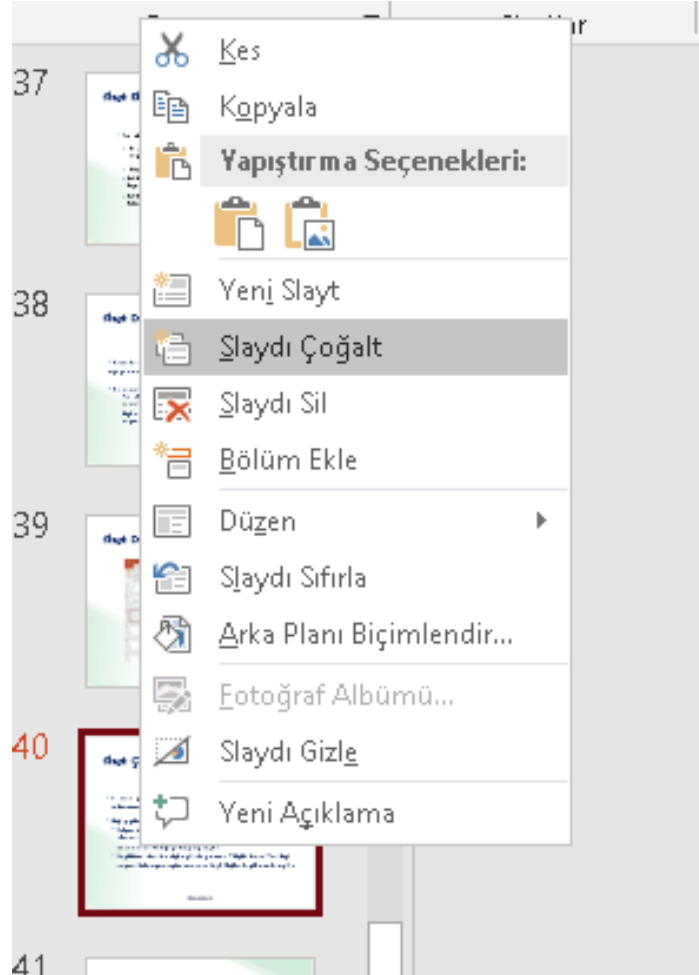 37
Kes
Kopyala
Yapıştırma Seçenekleri:
Yeni Slayt
38
Slaydı Çoğalt
Slaydı Sil
Bölüm Ekle
39
Düzen
Slaydı Sıfırla
Arka Planı Biçimlendir...
Fotoğraf Albümü...
40
Slaydı Gizle
Yeni Açıklama
41